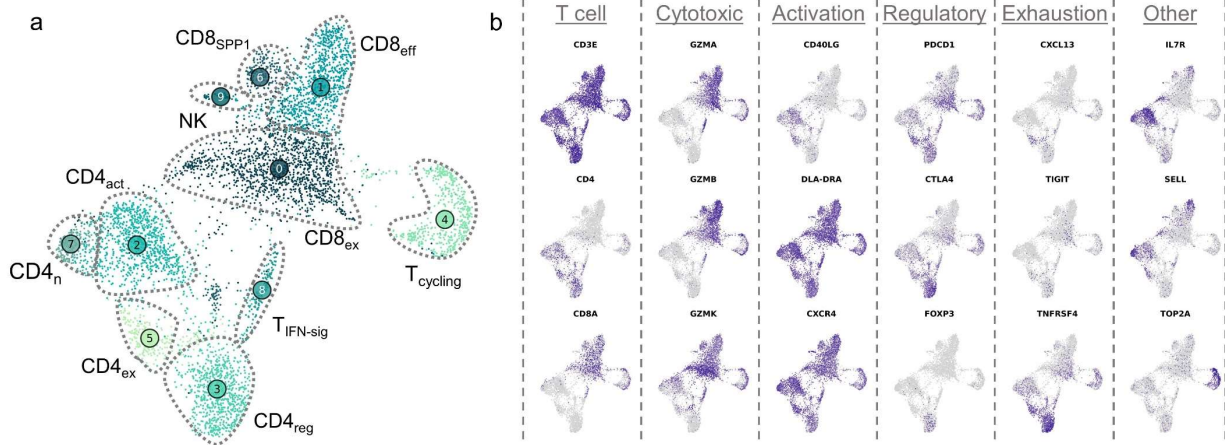 a
CD8SPP1
CD8eff
6
1
9
NK
0
CD4act
4
7
2
CD8ex
CD4n
Tcycling
8
5
TIFN-sig
CD4ex
3
CD4reg
b
T cell Cytotoxic Activation Regulatory Exhaustion Other
CD3E GZMA CD40LG PDCD1 CXCL13 IL7R
CD4 GZMB DLA-DRA CTLA4 TIGIT SELL
CD8A GZMK CXCR4 FOXP3 TNFRSF4 TOP2A